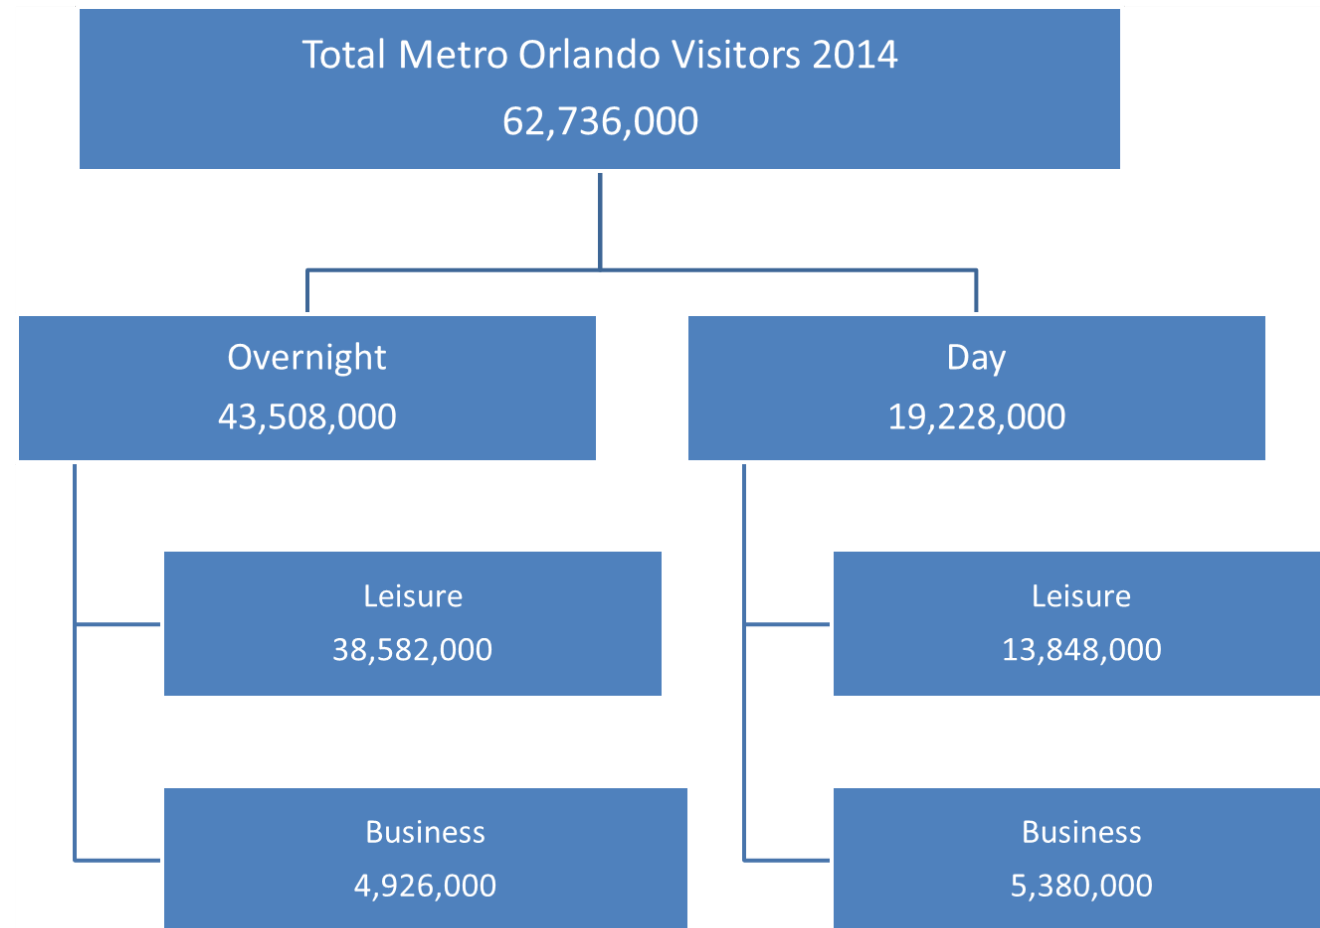 Total Metro Orlando Visitors 2014
62,736,000
Overnight
43,508,000
Day
19,228,000
Leisure
38,582,000
Leisure
13,848,000
Business
4,926,000
Business
5,380,000